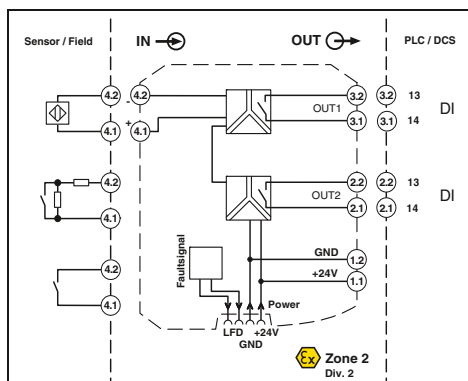 Sensor / Field
IN
OUT
PLC / DCS
4.2
-
4.2
3.2
3.2
13
OUT1
DI
4.1
+
4.1
3.1
3.1
14
4.2
2.2
2.2
13
OUT2
DI
4.1
2.1
2.1
14
Faultsignal
GND
1.2
4.2
+24V
1.1
4.1
Power
LFD
+24V
GND
Ex
Zone 2
Div. 2